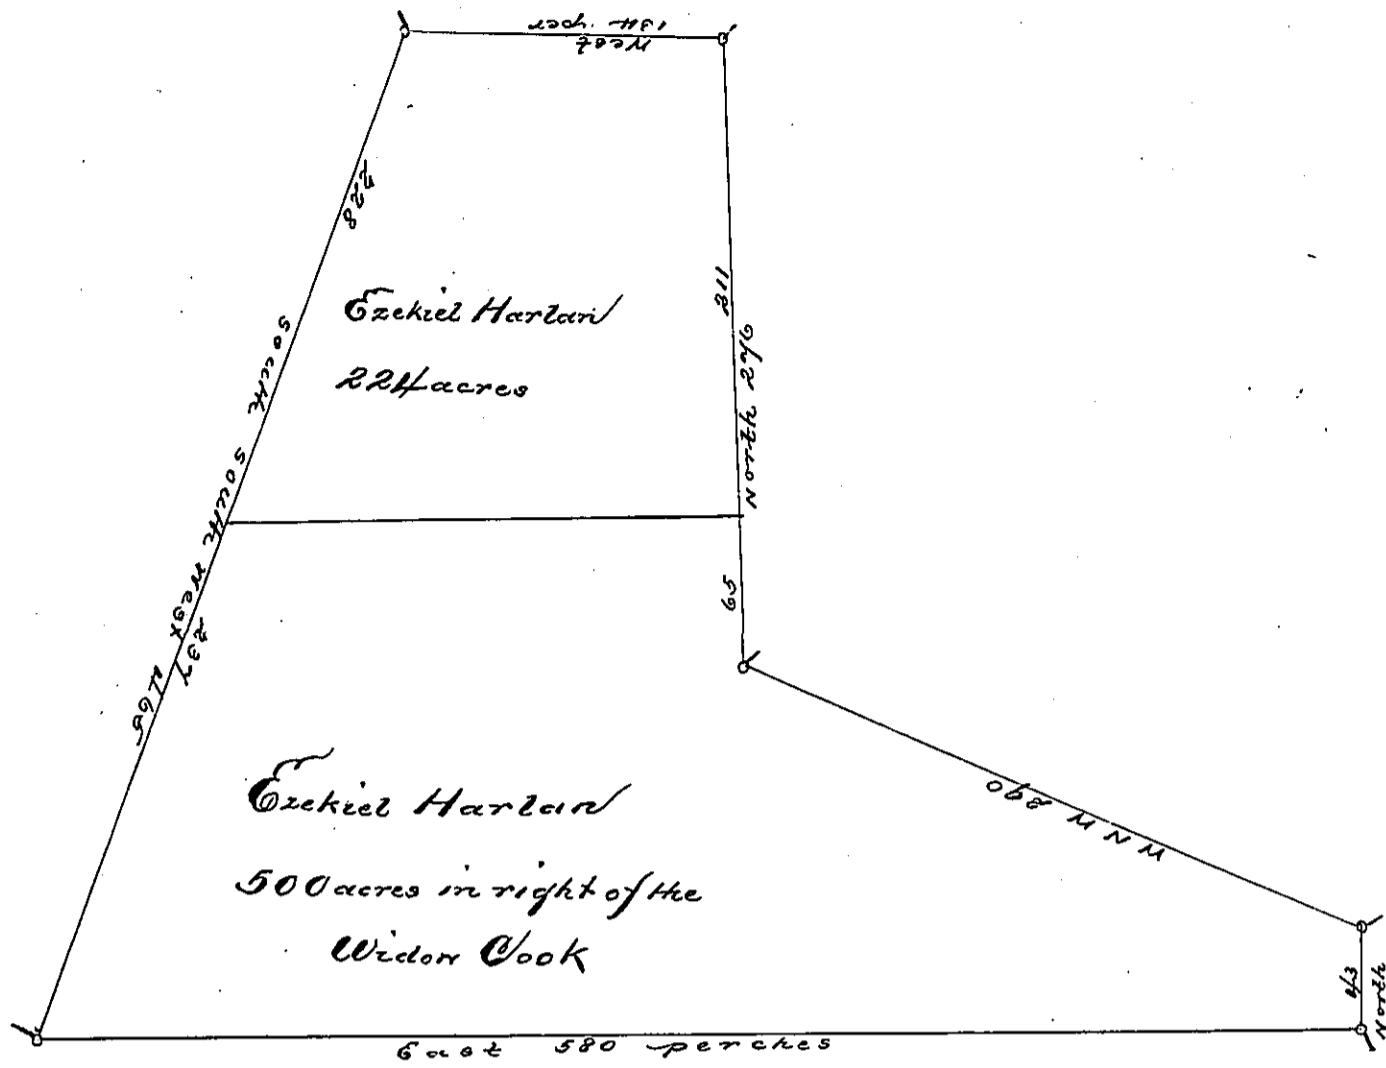 West
134 per
228
South South West
465
237
Ezekiel Harlan
224 acres
211
North 276
65
Ezekiel Harlan
500 acres in right of the
Widow Cook
WNW 290
43
North
East 580 perches